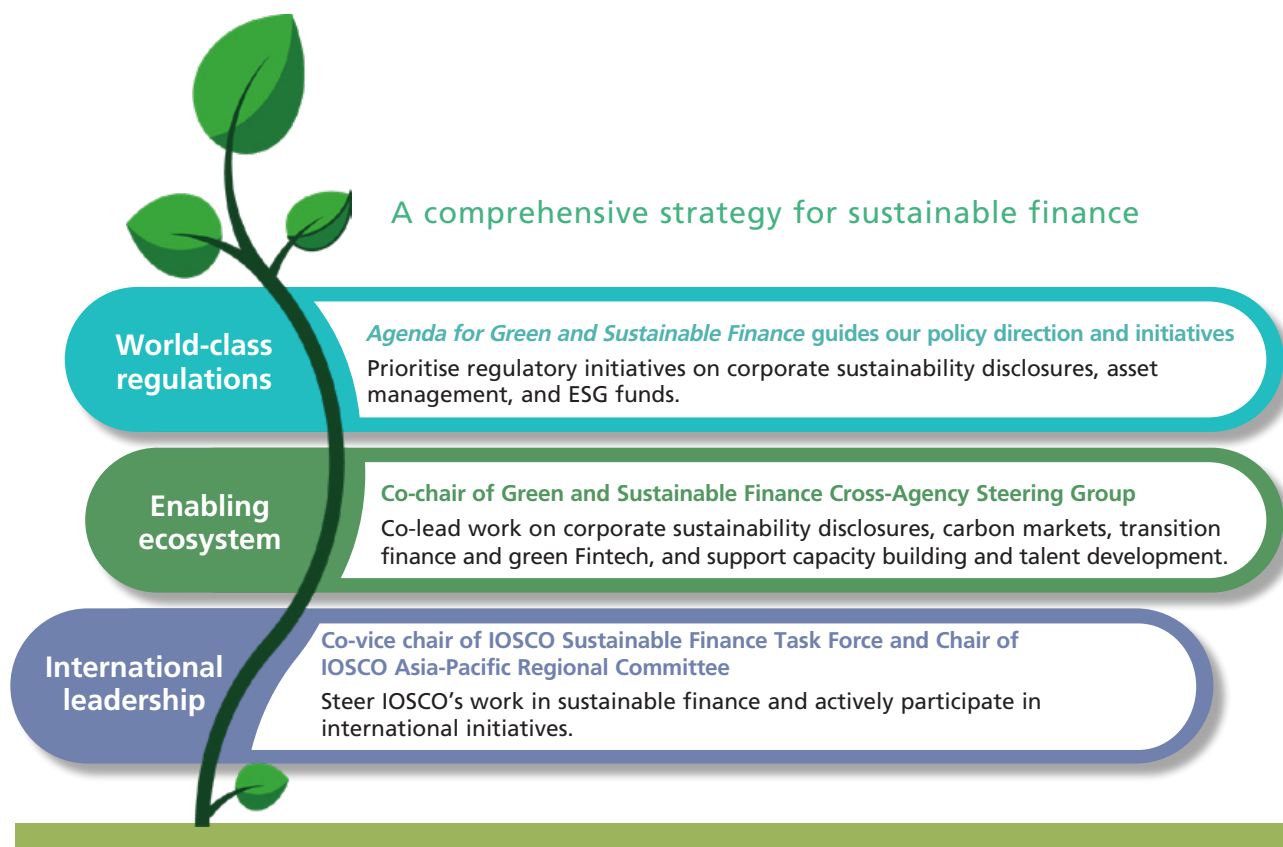 A comprehensive strategy for sustainable finance
World-class
regulations
Agenda for Green and Sustainable Finance guides our policy direction and initiatives
Prioritise regulatory initiatives on corporate sustainability disclosures, asset
management, and ESG funds.
Enabling
ecosystem
Co-chair of Green and Sustainable Finance Cross-Agency Steering Group
Co-lead work on corporate sustainability disclosures, carbon markets, transition
finance and green Fintech, and support capacity building and talent development.
International
leadership
Co-vice chair of IOSCO Sustainable Finance Task Force and Chair of
IOSCO Asia-Pacific Regional Committee
Steer IOSCO’s work in sustainable finance and actively participate in
international initiatives.